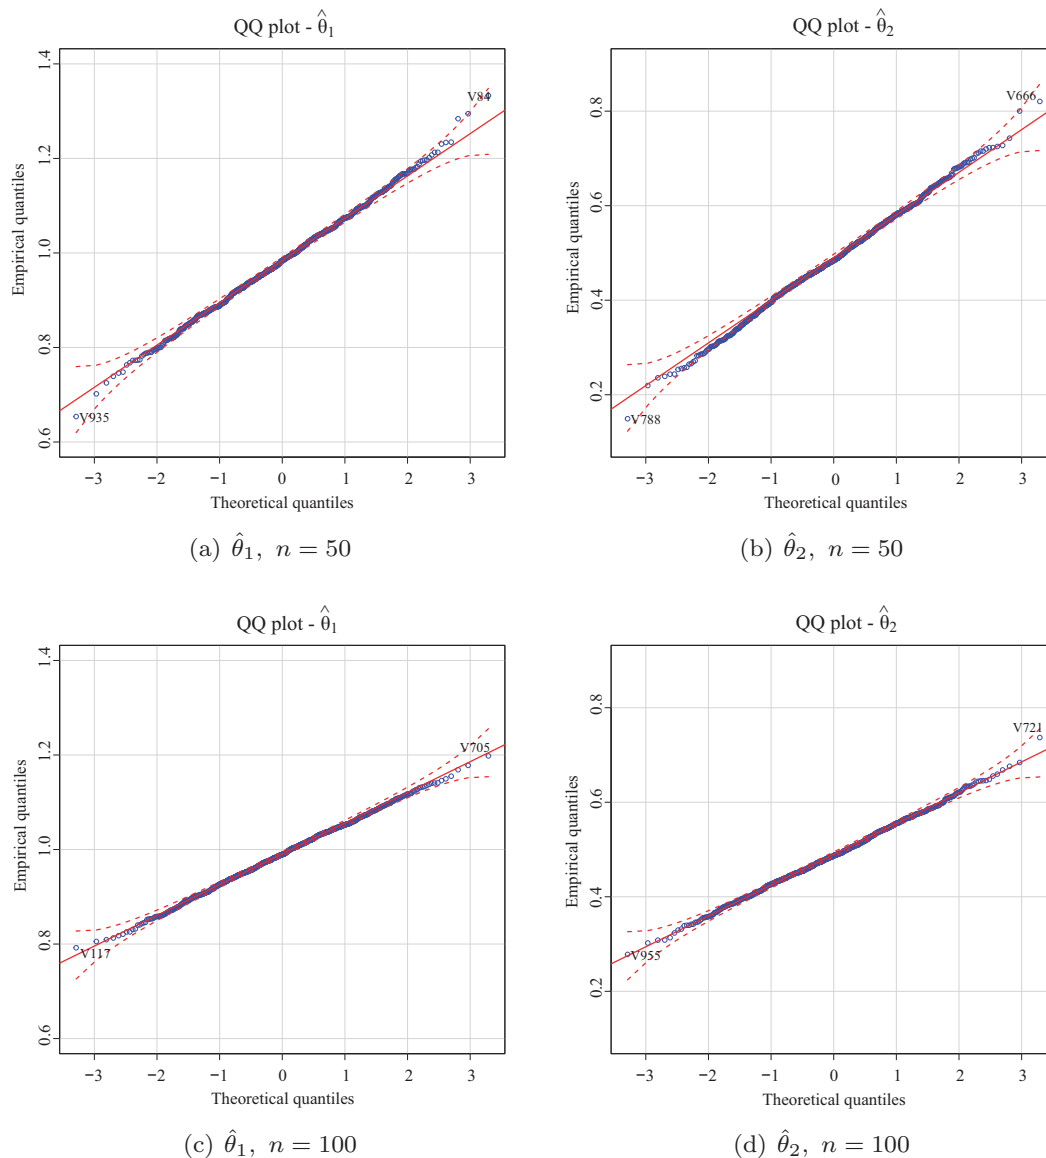 QQ plot - θ̂₁
Empirical quantiles
1.4
1.2
1.0
0.8
0.6
V84
V935
−3 −2 −1 0 1 2 3
Theoretical quantiles
(a) θ̂₁, n = 50
QQ plot - θ̂₂
Empirical quantiles
0.8
0.6
0.4
0.2
V666
V788
−3 −2 −1 0 1 2 3
Theoretical quantiles
(b) θ̂₂, n = 50
QQ plot - θ̂₁
Empirical quantiles
1.4
1.2
1.0
0.8
0.6
V705
V117
−3 −2 −1 0 1 2 3
Theoretical quantiles
(c) θ̂₁, n = 100
QQ plot - θ̂₂
Empirical quantiles
0.8
0.6
0.4
0.2
V721
V955
−3 −2 −1 0 1 2 3
Theoretical quantiles
(d) θ̂₂, n = 100